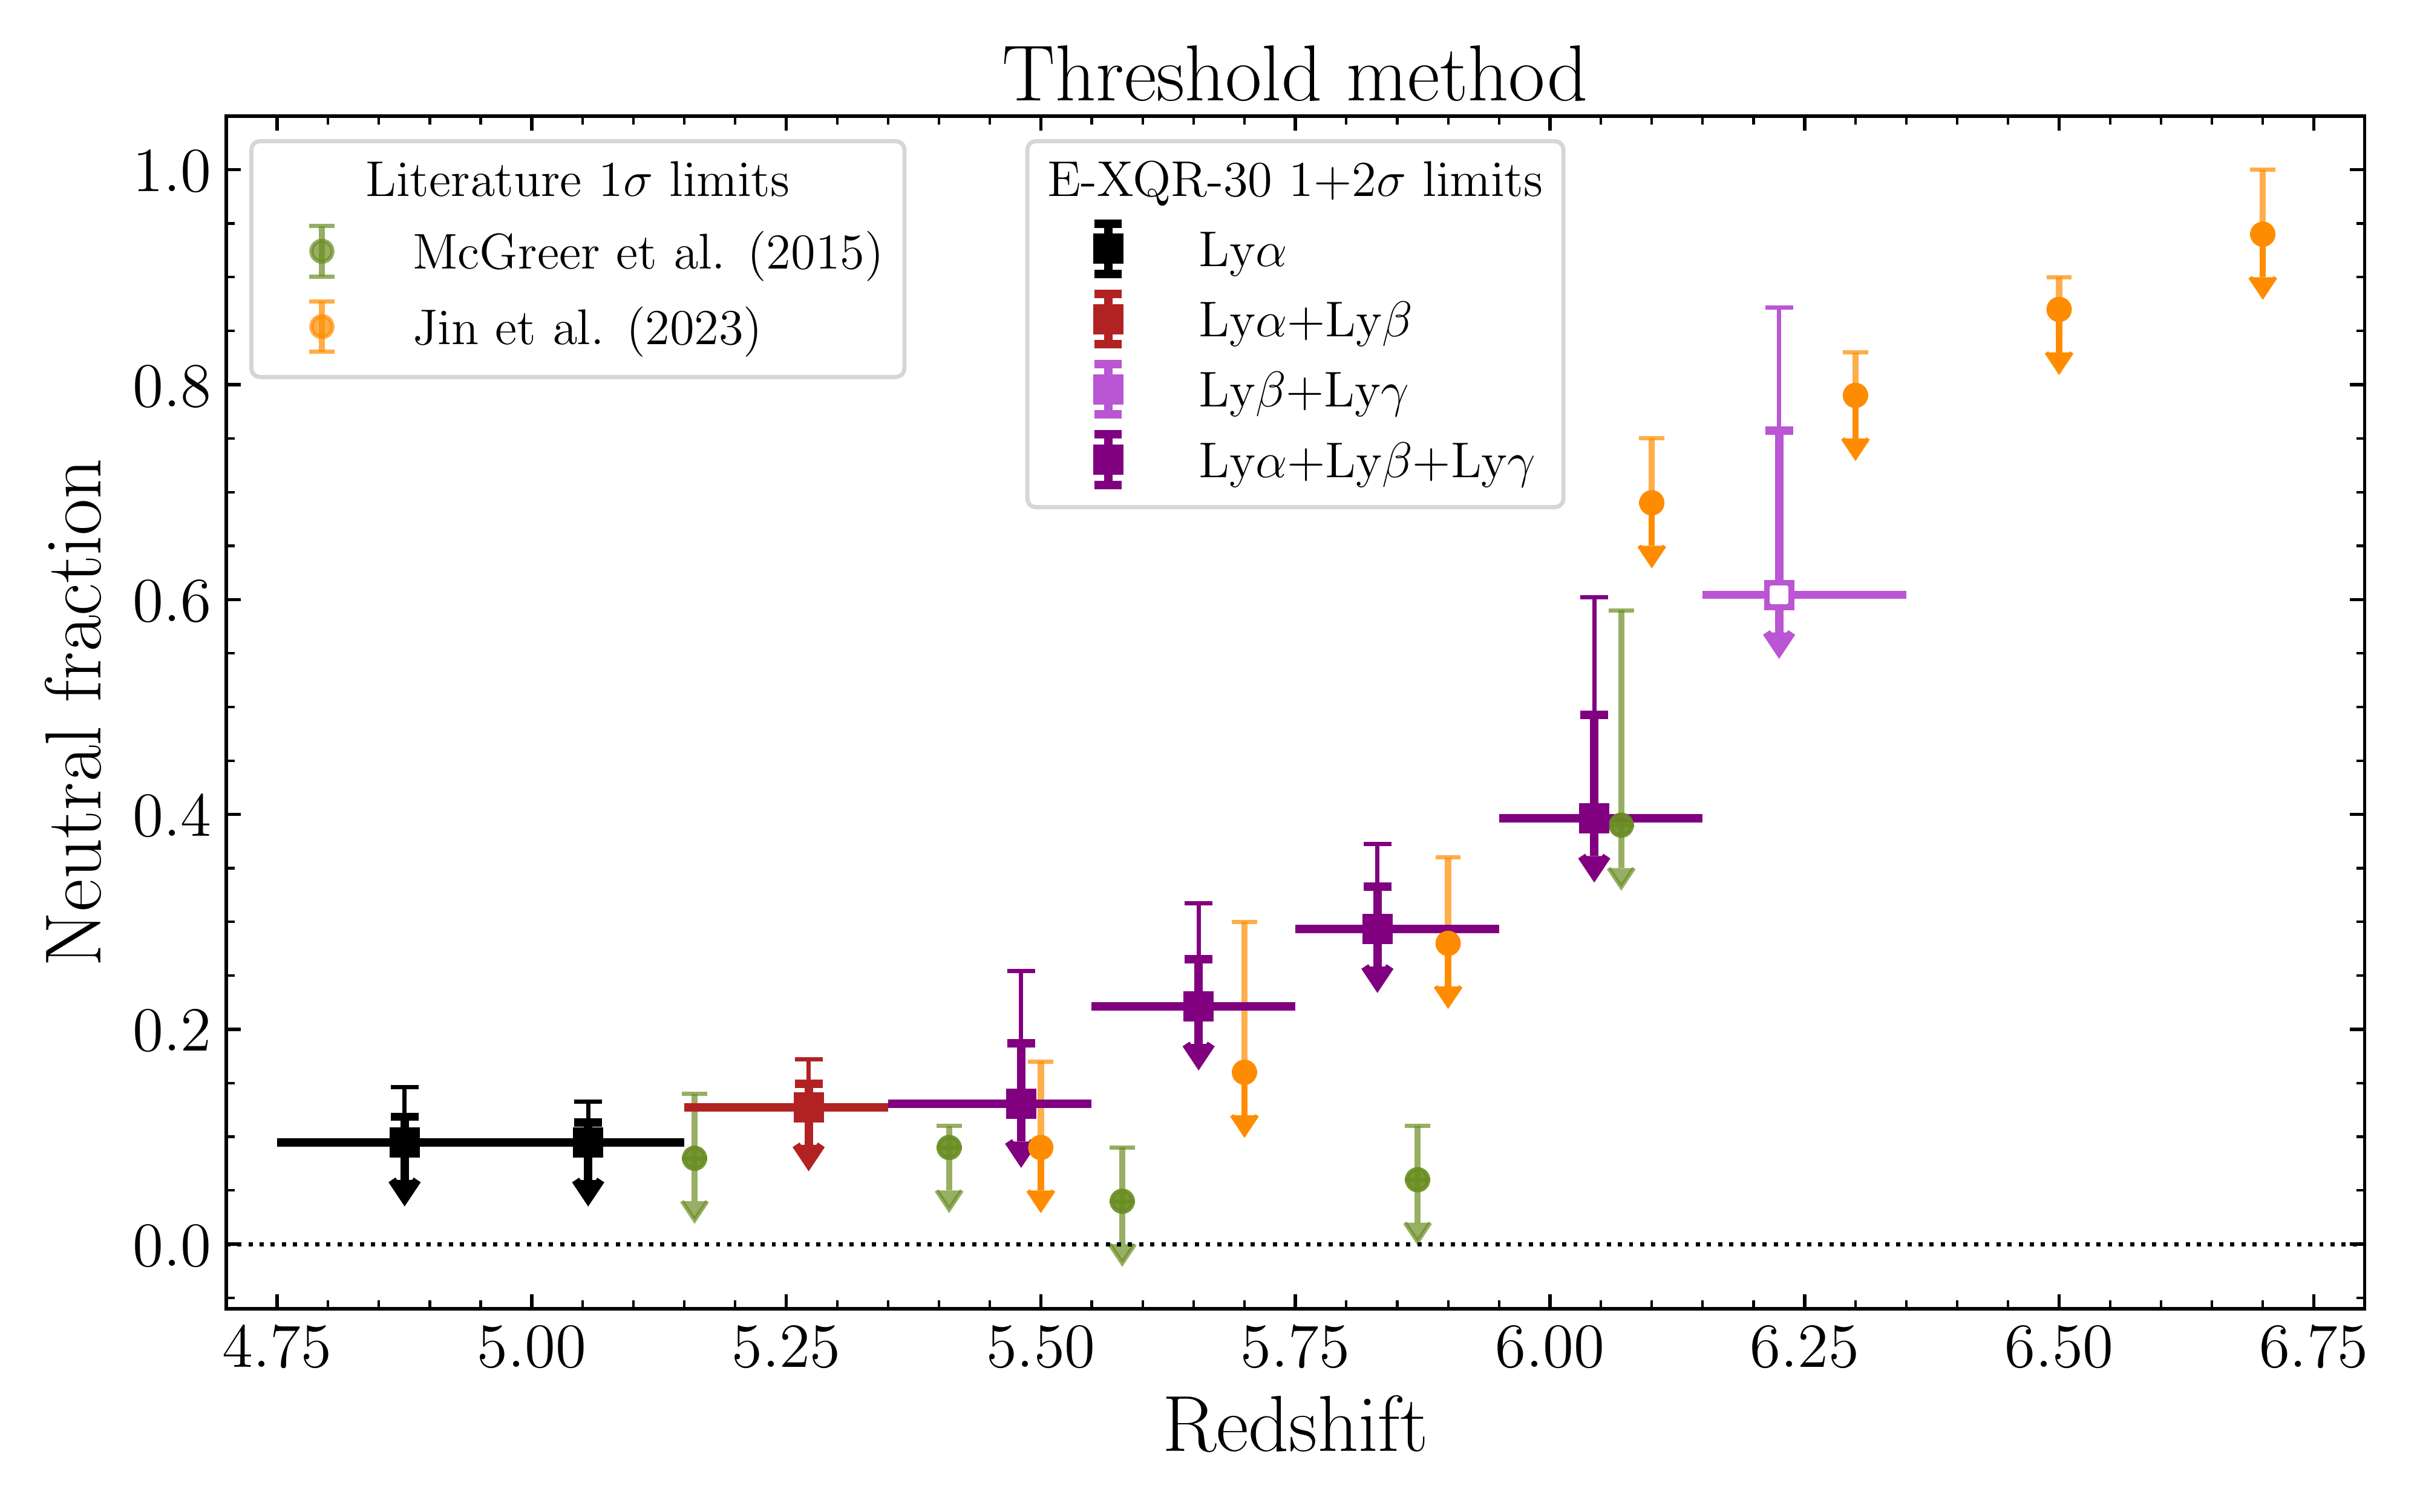 Threshold method
Literature 1σ limits
McGreer et al. (2015)
Jin et al. (2023)
E-XQR-30 1+2σ limits
Lyα
Lyα+Lyβ
Lyβ+Lyγ
Lyα+Lyβ+Lyγ
Neutral fraction
1.0
0.8
0.6
0.4
0.2
0.0
4.75 5.00 5.25 5.50 5.75 6.00 6.25 6.50 6.75
Redshift